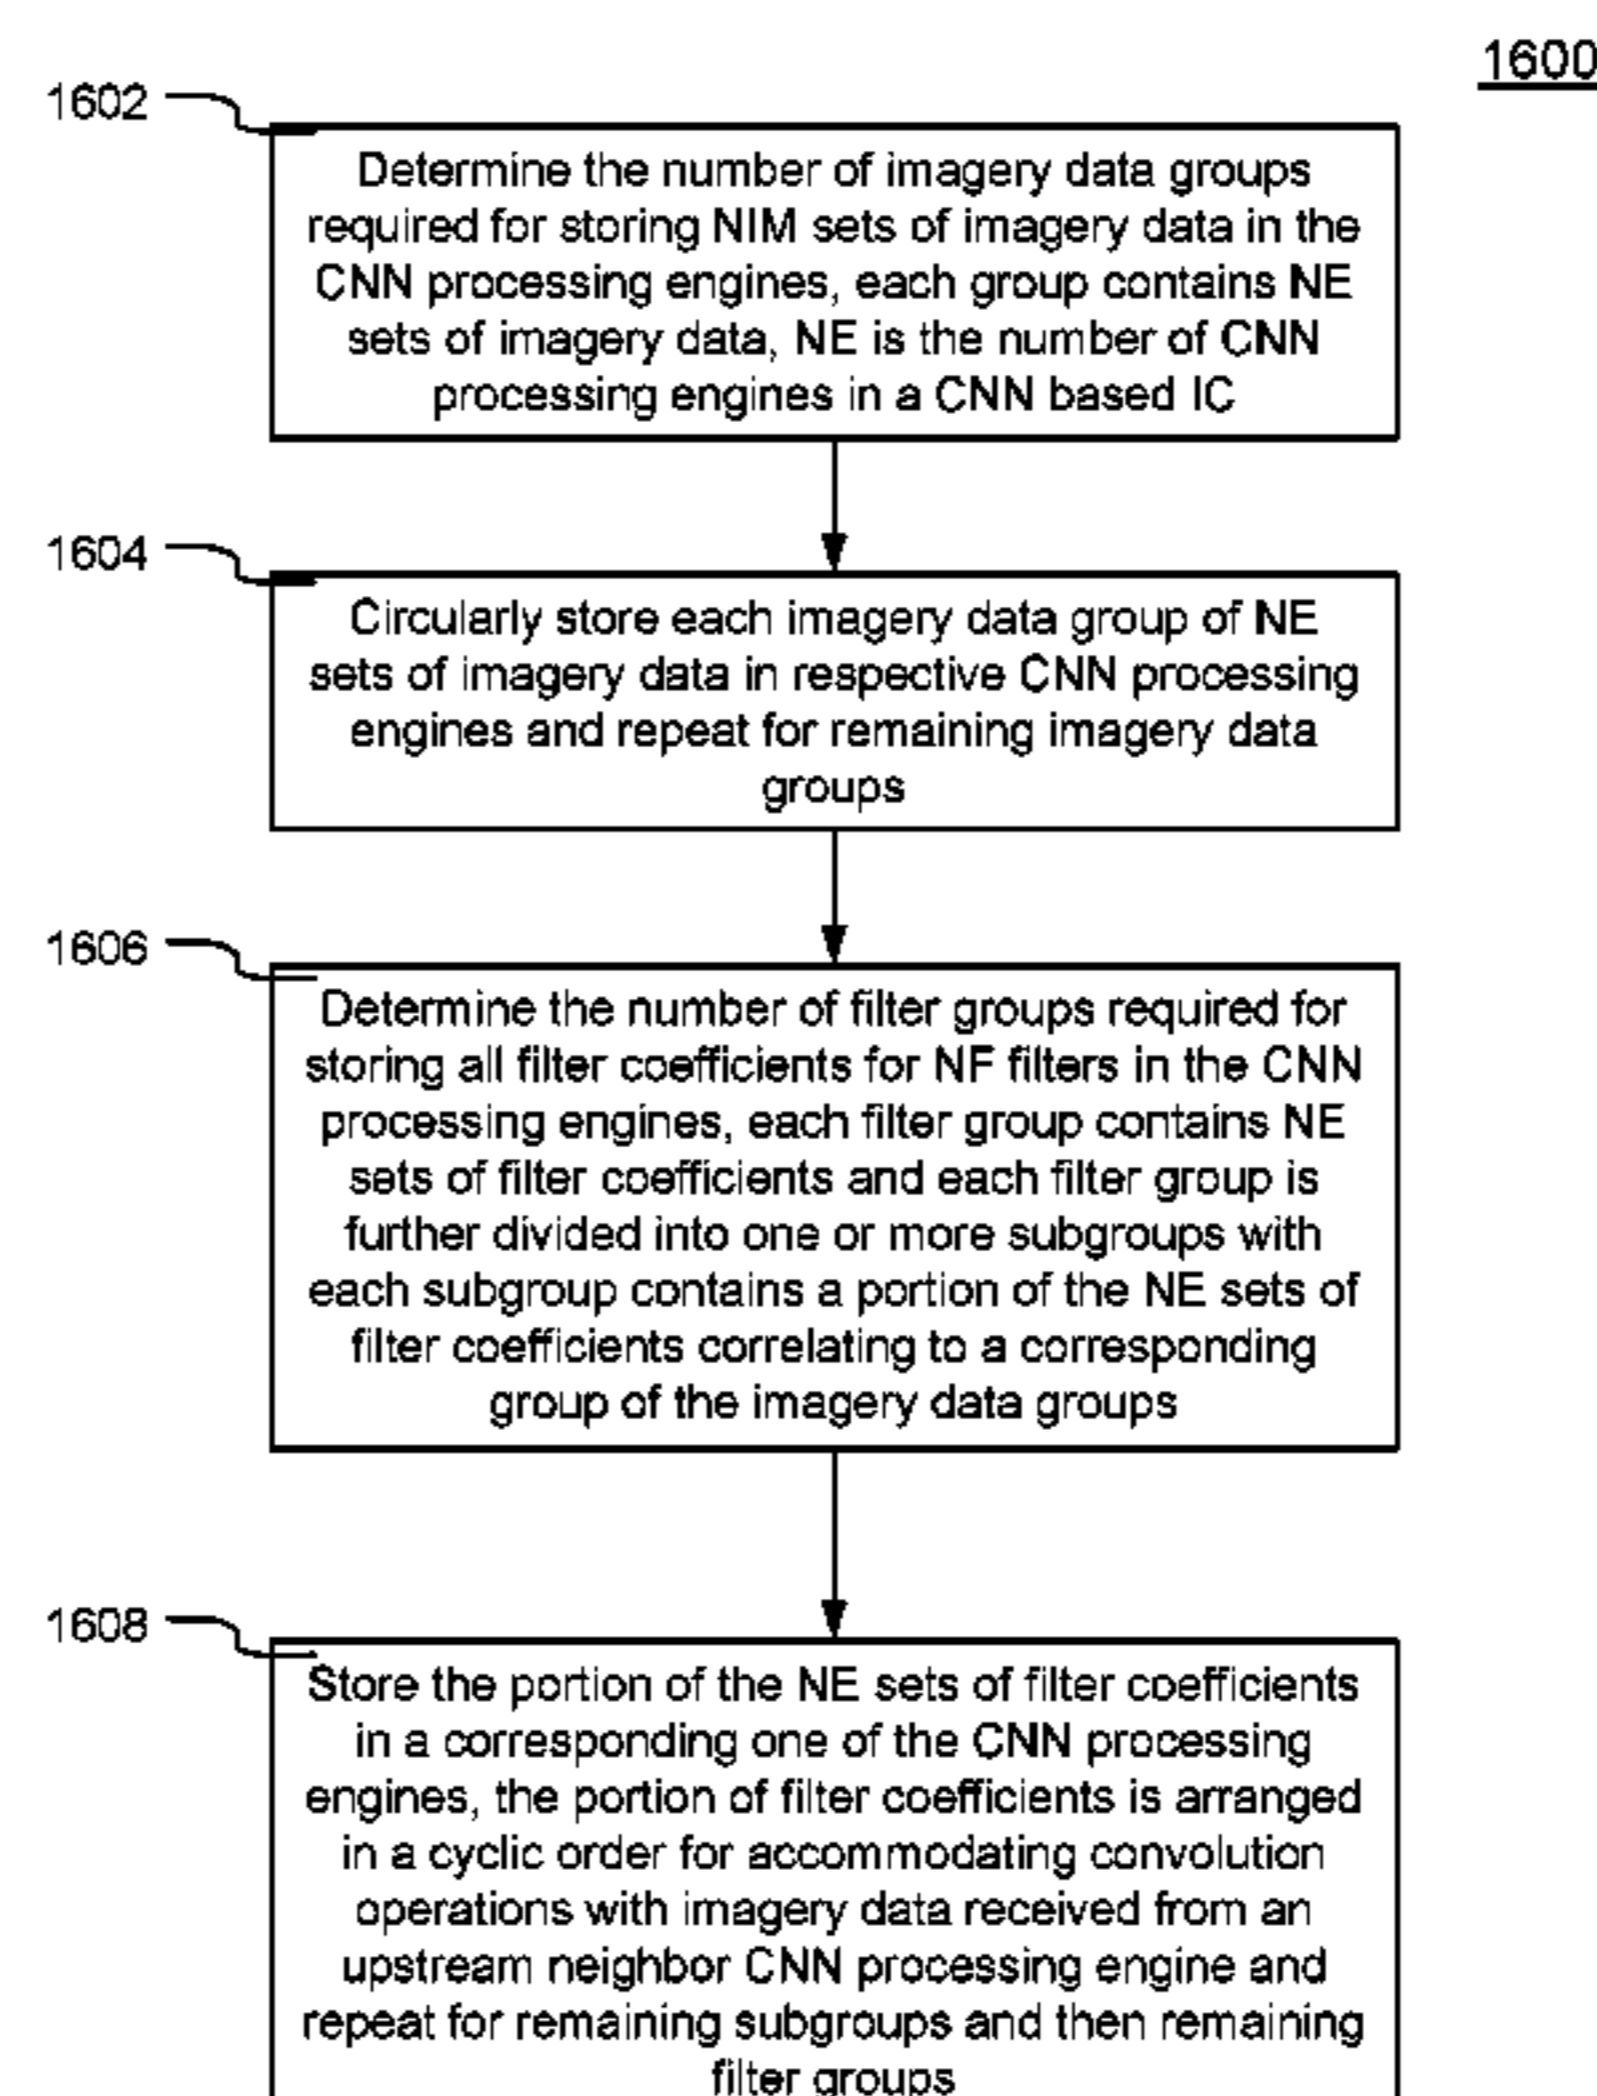 1600
1602
Determine the number of imagery data groups
required for storing NIM sets of imagery data in the
CNN processing engines, each group contains NE
sets of imagery data, NE is the number of CNN
processing engines in a CNN based IC
1604
Circularly store each imagery data group of NE
sets of imagery data in respective CNN processing
engines and repeat for remaining imagery data
groups
1606
Determine the number of filter groups required for
storing all filter coefficients for NF filters in the CNN
processing engines, each filter group contains NE
sets of filter coefficients and each filter group is
further divided into one or more subgroups with
each subgroup contains a portion of the NE sets of
filter coefficients correlating to a corresponding
group of the imagery data groups
1608
Store the portion of the NE sets of filter coefficients
in a corresponding one of the CNN processing
engines, the portion of filter coefficients is arranged
in a cyclic order for accommodating convolution
operations with imagery data received from an
upstream neighbor CNN processing engine and
repeat for remaining subgroups and then remaining
filter groups